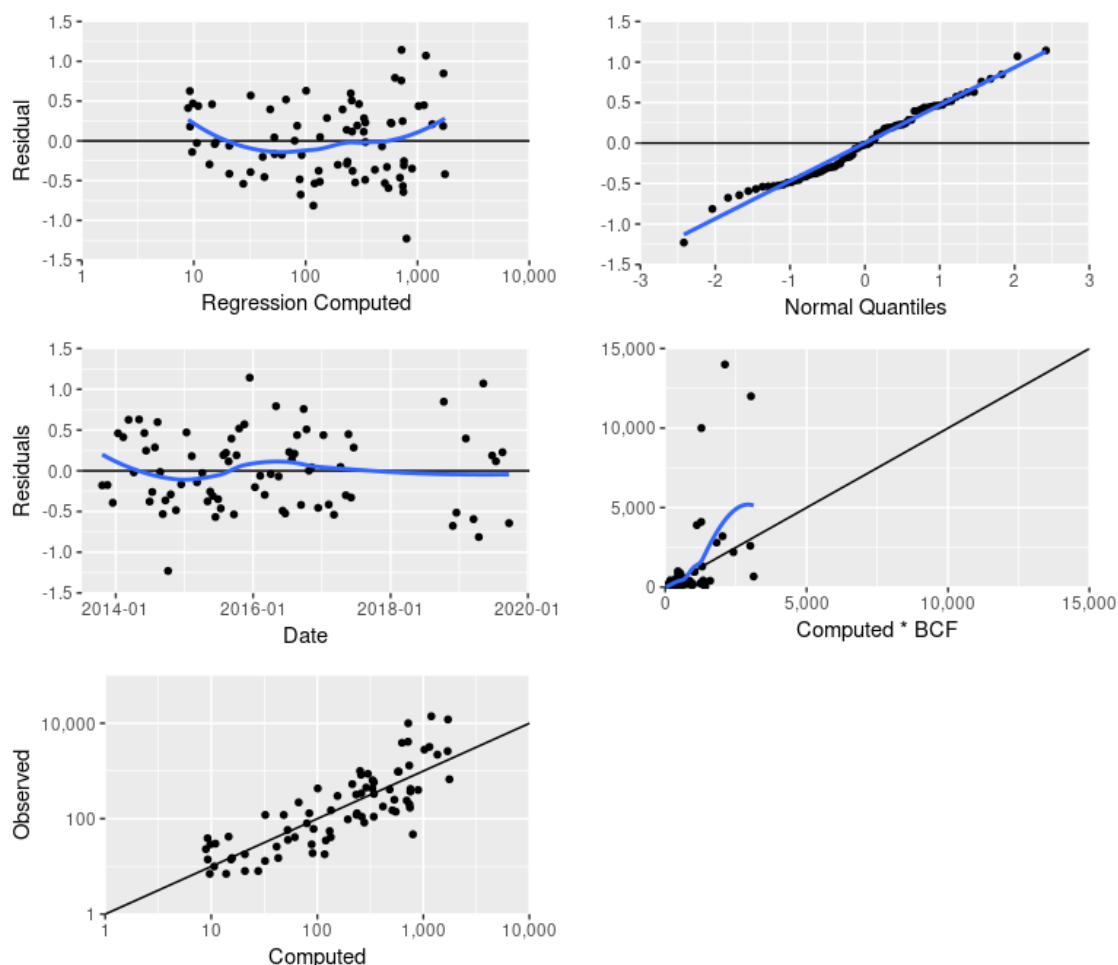 1.5
1.0
0.5
0.0
-0.5
-1.0
-1.5
Residual
1 10 100 1,000 10,000
Regression Computed
1.5
1.0
0.5
0.0
-0.5
-1.0
-1.5
-3 -2 -1 0 1 2 3
Normal Quantiles
1.5
1.0
0.5
0.0
-0.5
-1.0
-1.5
Residuals
2014-01 2016-01 2018-01 2020-01
Date
15,000
10,000
5,000
0
0 5,000 10,000 15,000
Computed * BCF
10,000
100
1
Observed
1 10 100 1,000 10,000
Computed